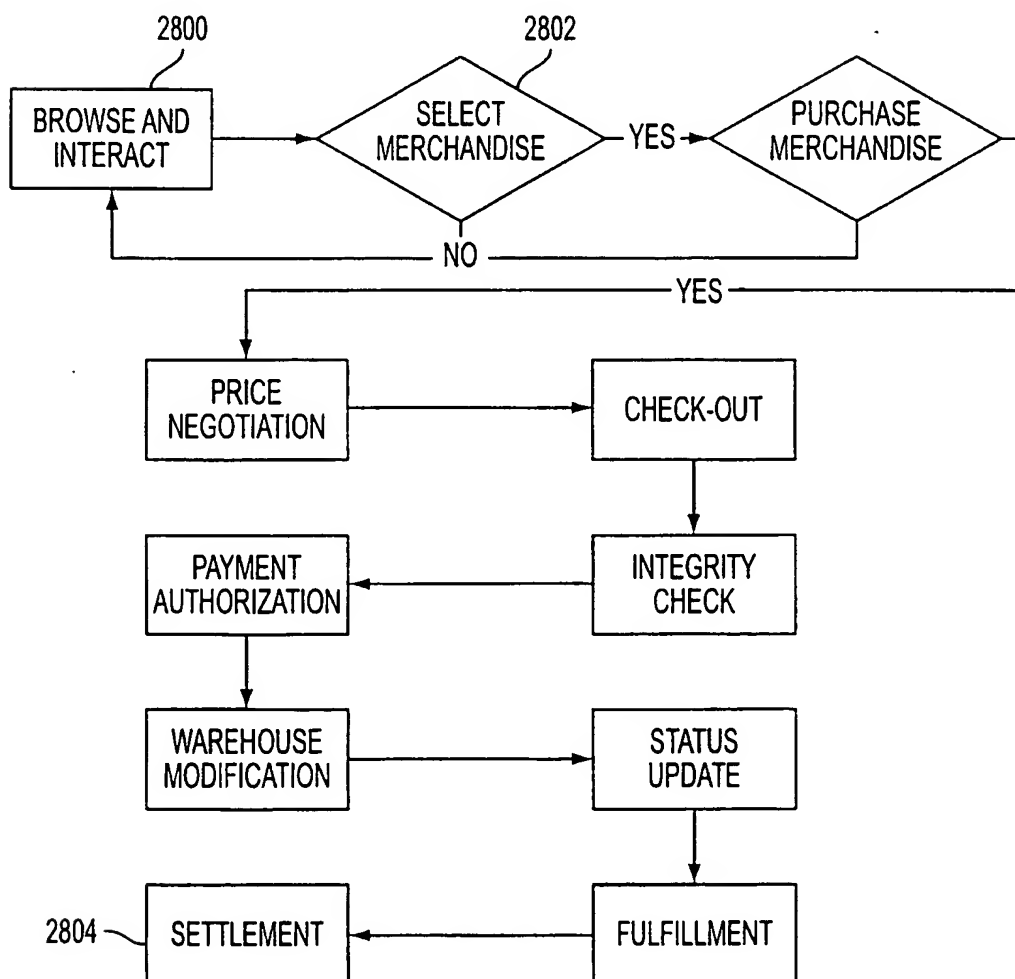 2800
2802
BROWSE AND
INTERACT
SELECT
MERCHANDISE
YES
PURCHASE
MERCHANDISE
NO
YES
PRICE
NEGOTIATION
CHECK-OUT
PAYMENT
AUTHORIZATION
INTEGRITY
CHECK
WAREHOUSE
MODIFICATION
STATUS
UPDATE
2804
SETTLEMENT
FULFILLMENT